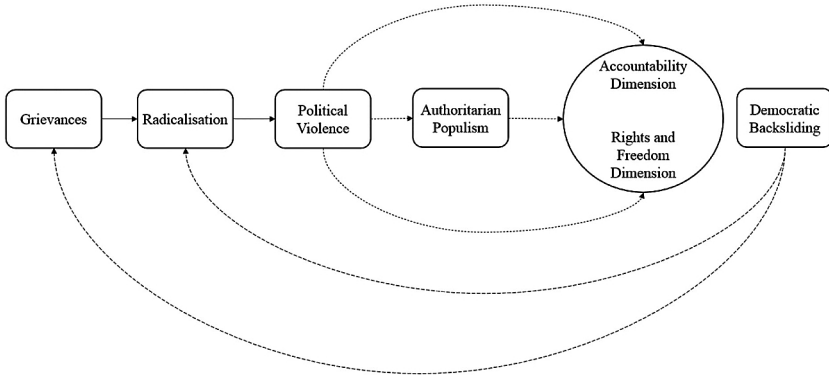 Grievances
Radicalisation
Political
Violence
Authoritarian
Populism
Accountability
Dimension
Rights and
Freedom
Dimension
Democratic
Backsliding